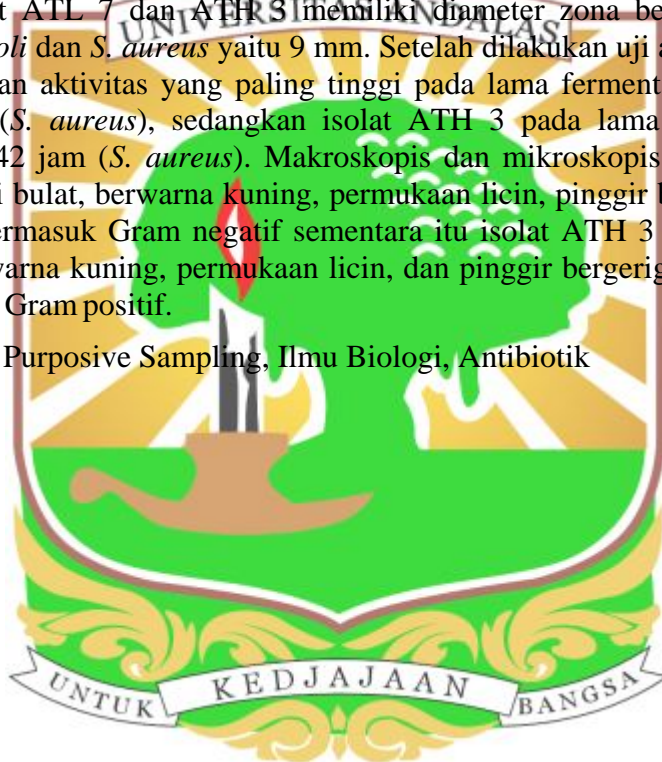 t ATL 7 dan ATH 3 memiliki diameter zona be
UNIVERSITAS ANDALAS
oli dan S. aureus yaitu 9 mm. Setelah dilakukan uji a
an aktivitas yang paling tinggi pada lama ferment
(S. aureus), sedangkan isolat ATH 3 pada lama
42 jam (S. aureus). Makroskopis dan mikroskopis
i bulat, berwarna kuning, permukaan licin, pinggir b
ermasuk Gram negatif sementara itu isolat ATH 3
warna kuning, permukaan licin, dan pinggir bergerig
Gram positif.
Purposive Sampling, Ilmu Biologi, Antibiotik
UNTUK KEDJAJAAN BANGSA